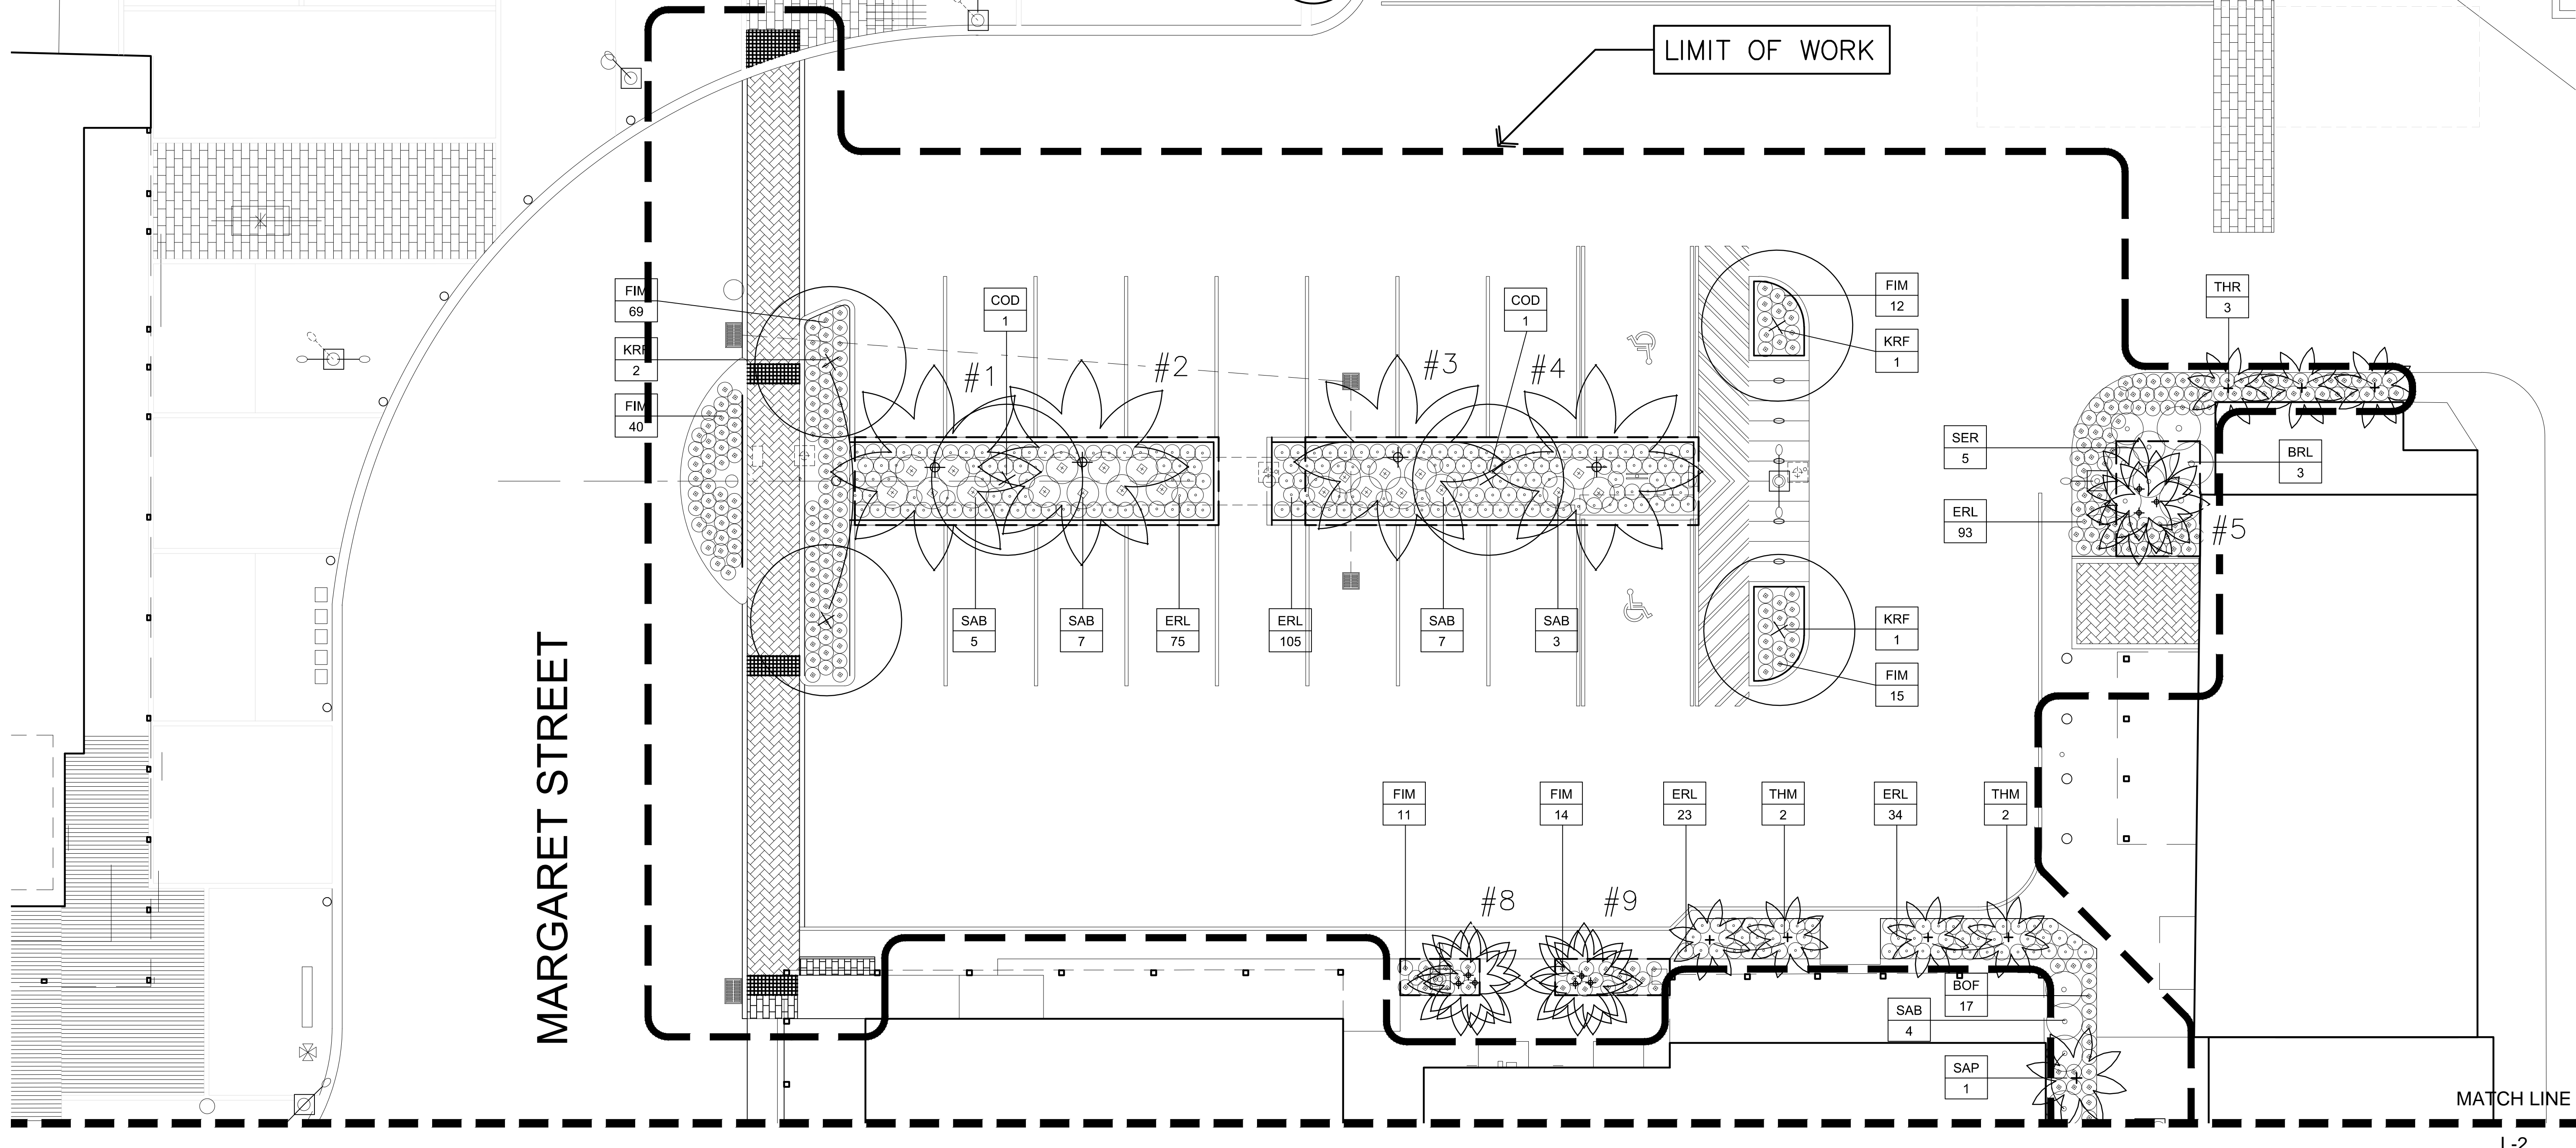 LIMIT OF WORK
FIM
69
KRF
2
FIM
40
COD
1
COD
1
FIM
12
KRF
1
THR
3
#1
#2
#3
#4
SER
5
BRL
3
ERL
93
#5
SAB
5
SAB
7
ERL
75
ERL
105
SAB
7
SAB
3
KRF
1
FIM
15
MARGARET STREET
FIM
11
FIM
14
ERL
23
THM
2
ERL
34
THM
2
#8
#9
BOF
17
SAB
4
SAP
1
MATCH LINE
L-2